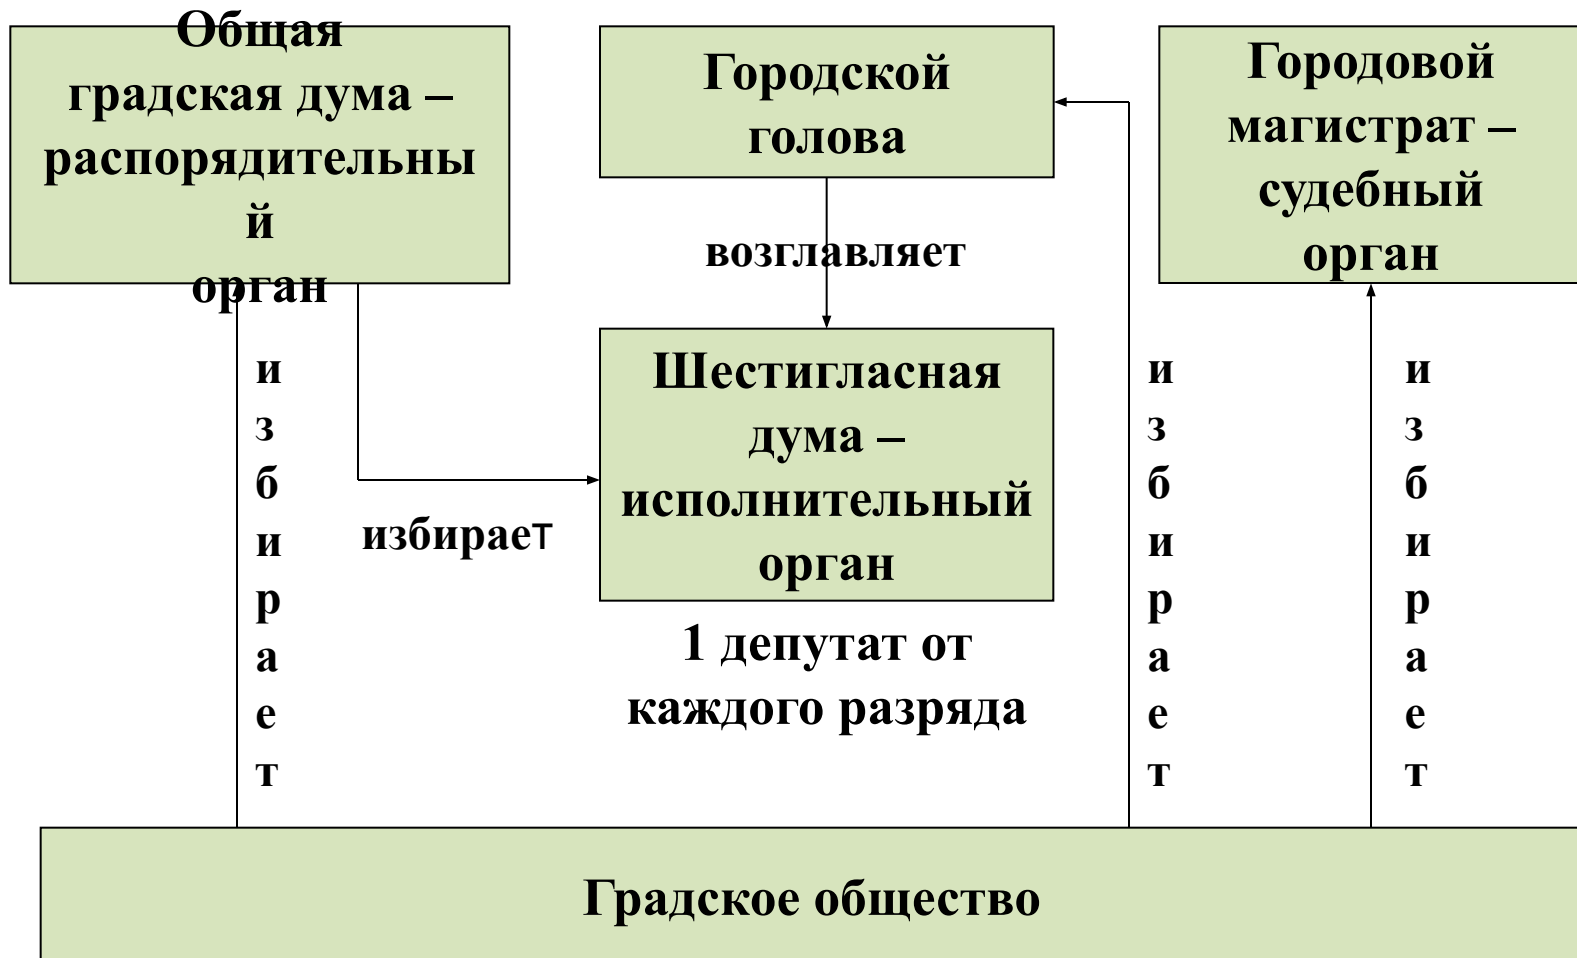 Общая
градская дума –
распорядительны
й
орган
Городской
голова
Городовой
магистрат –
судебный
орган
возглавляет
Шестигласная
дума –
исполнительный
орган
избирает
1 депутат от
каждого разряда
и
з
б
и
р
а
е
т
и
з
б
и
р
а
е
т
и
з
б
и
р
а
е
т
Градское общество